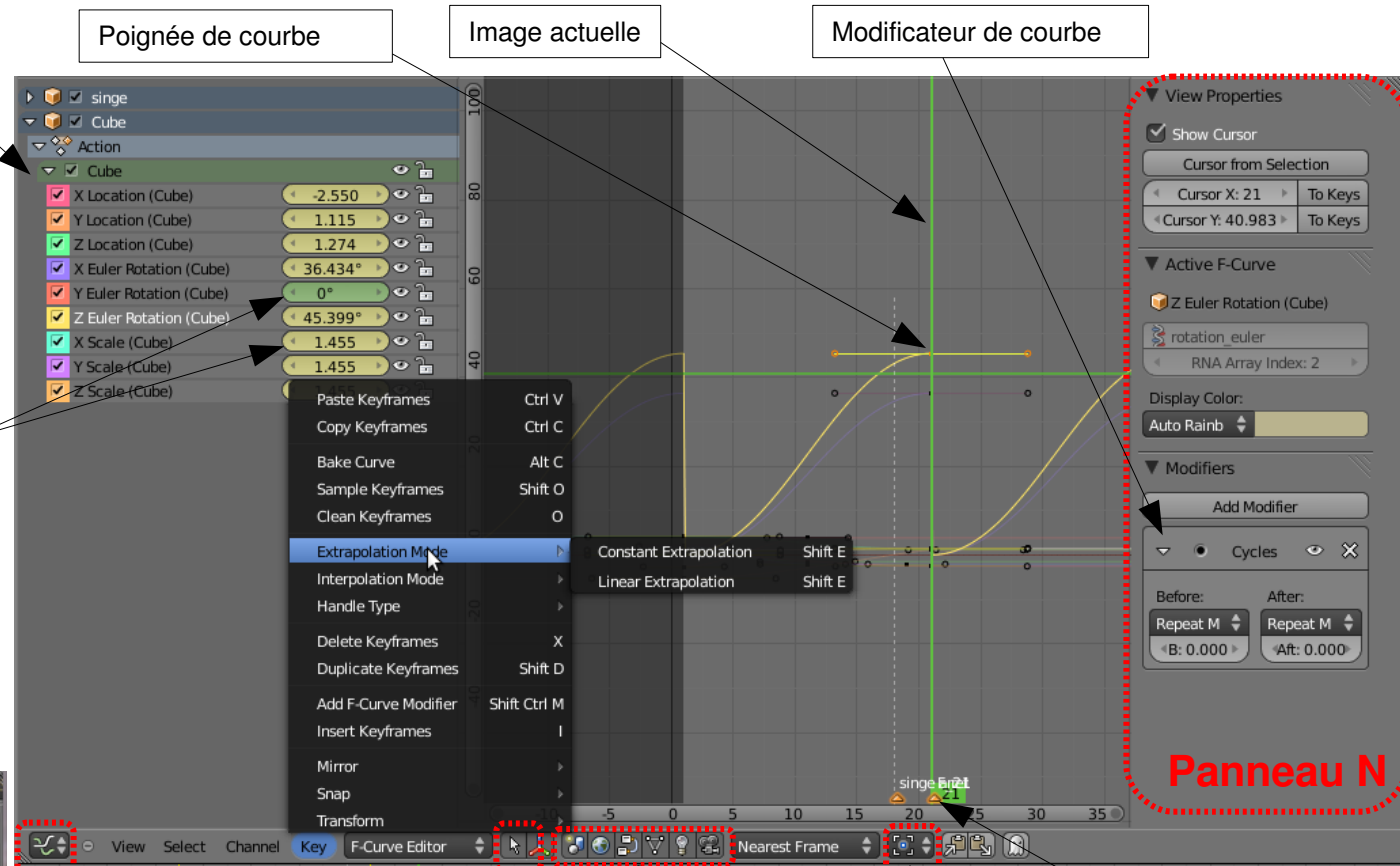 Poignée de courbe
Image actuelle
Modificateur de courbe
singe
Cube
Action
Cube
X Location (Cube) -2.550
Y Location (Cube) 1.115
Z Location (Cube) 1.274
X Euler Rotation (Cube) 36.434°
Y Euler Rotation (Cube) 0°
Z Euler Rotation (Cube) 45.399°
X Scale (Cube) 1.455
Y Scale (Cube) 1.455
Z Scale (Cube) 1.455
100
80
60
40
20
0
-20
-40
Paste Keyframes Ctrl V
Copy Keyframes Ctrl C
Bake Curve Alt C
Sample Keyframes Shift O
Clean Keyframes O
Extrapolation Mode
Interpolation Mode
Handle Type
Delete Keyframes X
Duplicate Keyframes Shift D
Add F-Curve Modifier Shift Ctrl M
Insert Keyframes I
Mirror
Snap
Transform
Constant Extrapolation Shift E
Linear Extrapolation Shift E
View Properties
Show Cursor
Cursor from Selection
Cursor X: 21 To Keys
Cursor Y: 40.983 To Keys
Active F-Curve
Z Euler Rotation (Cube)
rotation_euler
RNA Array Index: 2
Display Color:
Auto Rainb
Modifiers
Add Modifier
Cycles
Before: After:
Repeat M Repeat M
B: 0.000 Aft: 0.000
Panneau N
singe
21
-10 -5 0 5 10 15 20 25 30 35
View Select Channel Key F-Curve Editor Nearest Frame